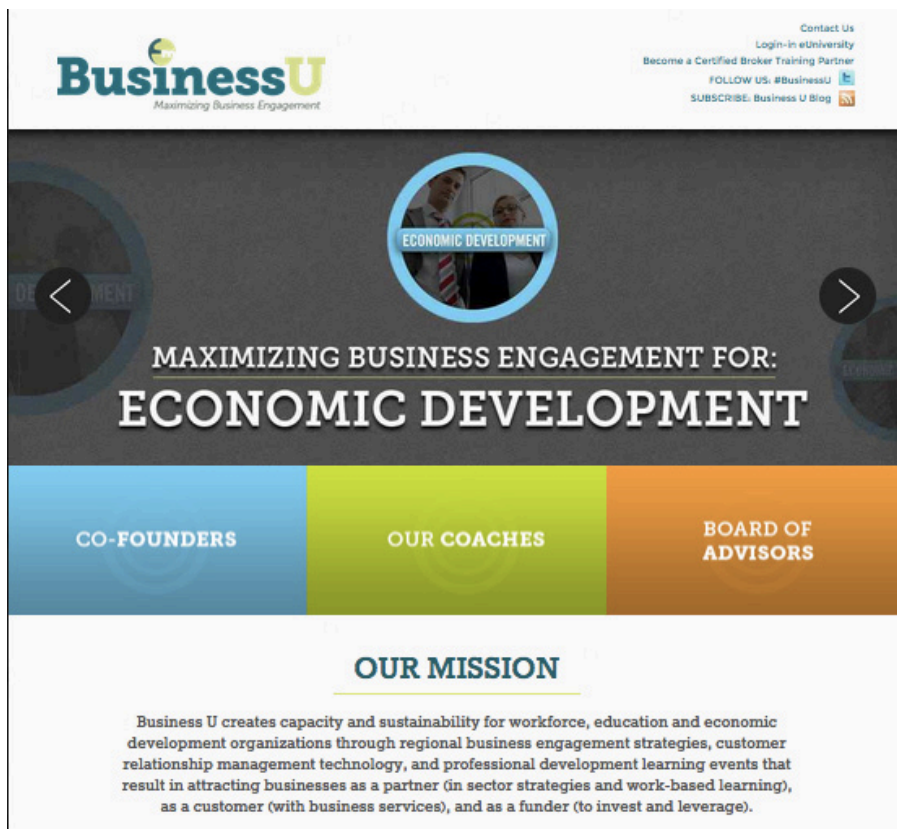 Contact Us
Login-in eUniversity
Become a Certified Broker Training Partner
FOLLOW US: #BusinessU
SUBSCRIBE: Business U Blog
BusinessU
Maximizing Business Engagement
ECONOMIC DEVELOPMENT
MAXIMIZING BUSINESS ENGAGEMENT FOR:
ECONOMIC DEVELOPMENT
CO-FOUNDERS
OUR COACHES
BOARD OF
ADVISORS
OUR MISSION
Business U creates capacity and sustainability for workforce, education and economic
development organizations through regional business engagement strategies, customer
relationship management technology, and professional development learning events that
result in attracting businesses as a partner (in sector strategies and work-based learning),
as a customer (with business services), and as a funder (to invest and leverage).